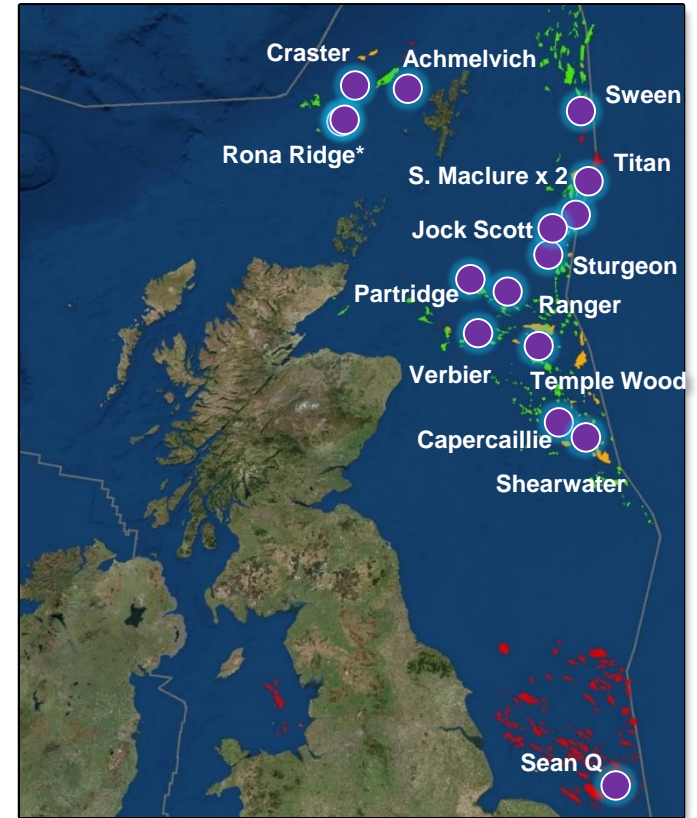 Craster
Achmelvich
Sween
Rona Ridge*
Titan
S. Maclure x 2
Jock Scott
Sturgeon
Partridge
Ranger
Verbier
Temple Wood
Capercaillie
Shearwater
Sean Q